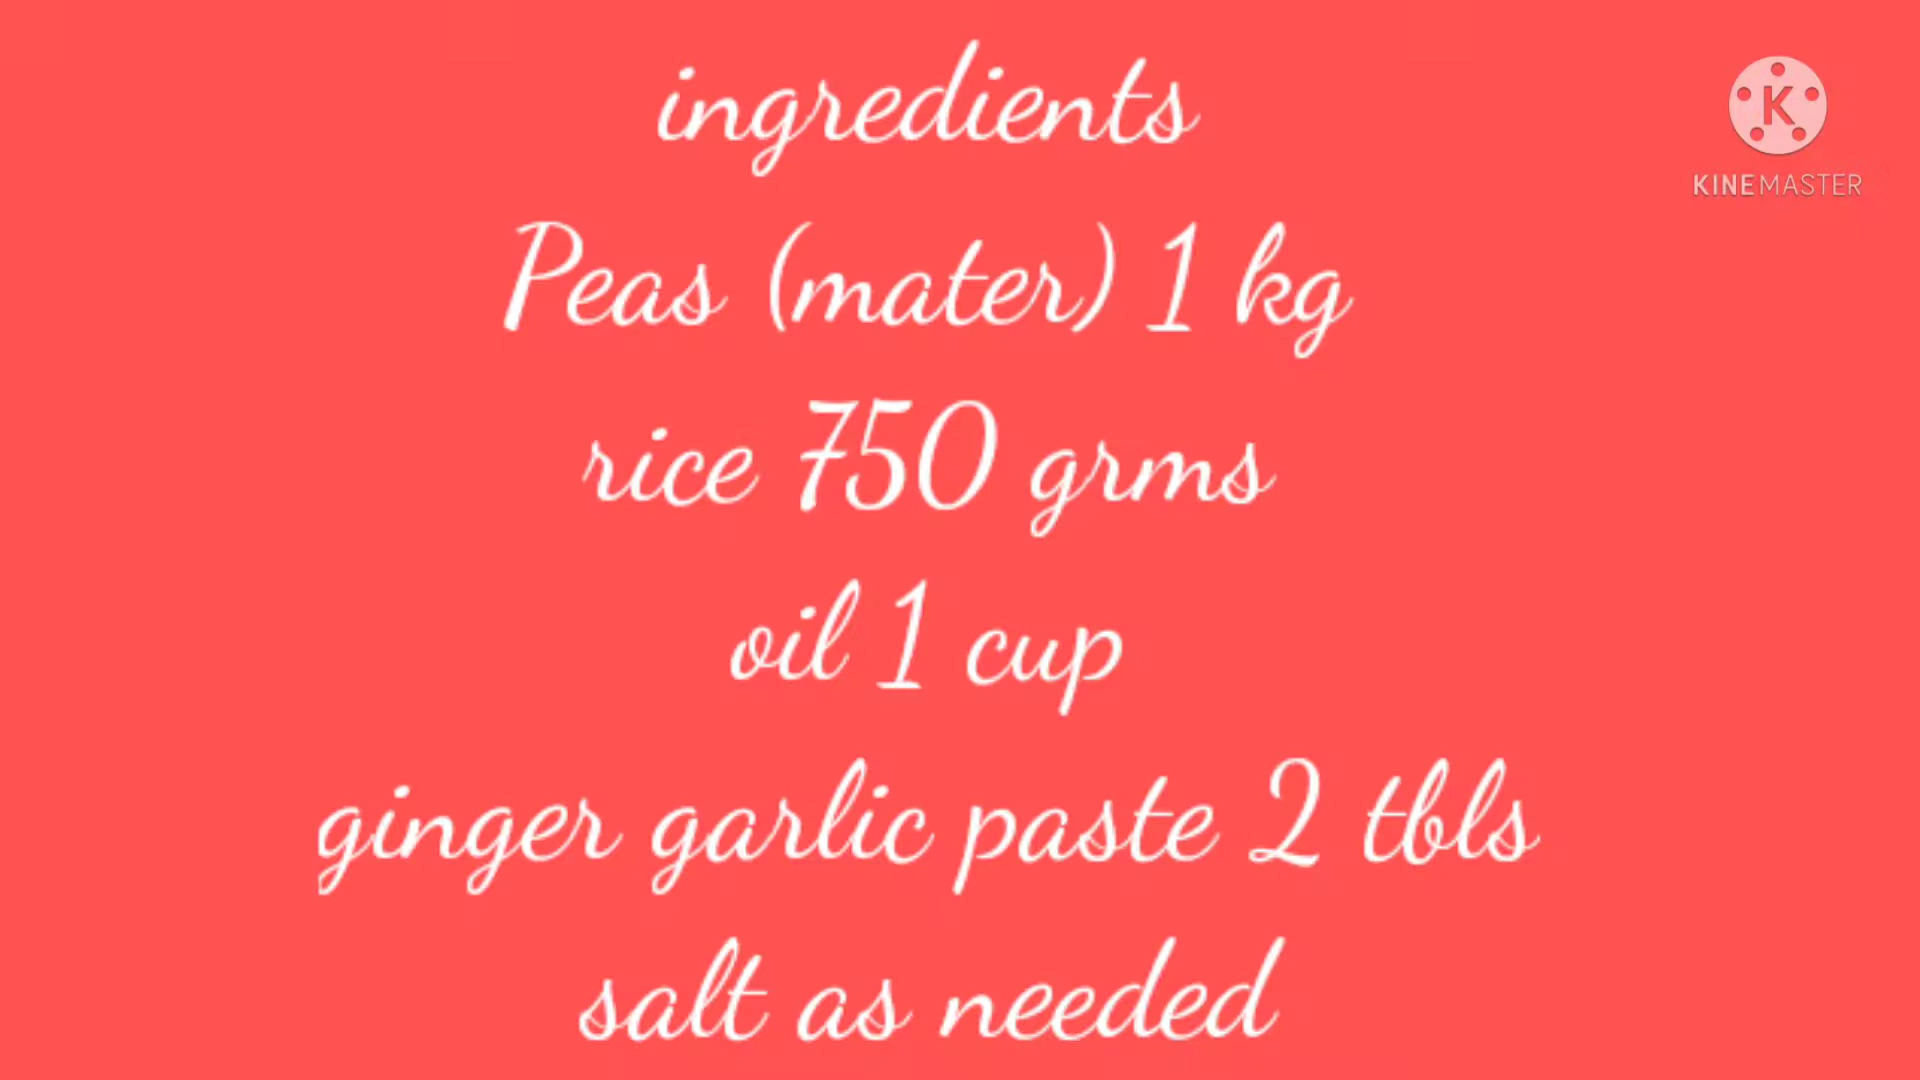 ingredients
K
KINEMASTER
Peas (mater) 1 kg
rice 750 grms
oil 1 cup
ginger garlic paste 2 tbls
salt as needed